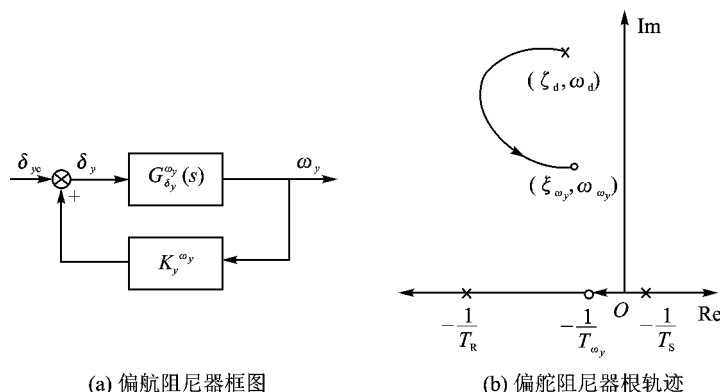 δ_yc
δ_y
G^{ω_y}_{δ_y}(s)
ω_y
+
K_y^{ω_y}
(a) 偏航阻尼器框图
Im
(ζ_d, ω_d)
(ξ_{ω_y}, ω_{ω_y})
O
Re
-1/T_R
-1/T_{ω_y}
-1/T_S
(b) 偏舵阻尼器根轨迹